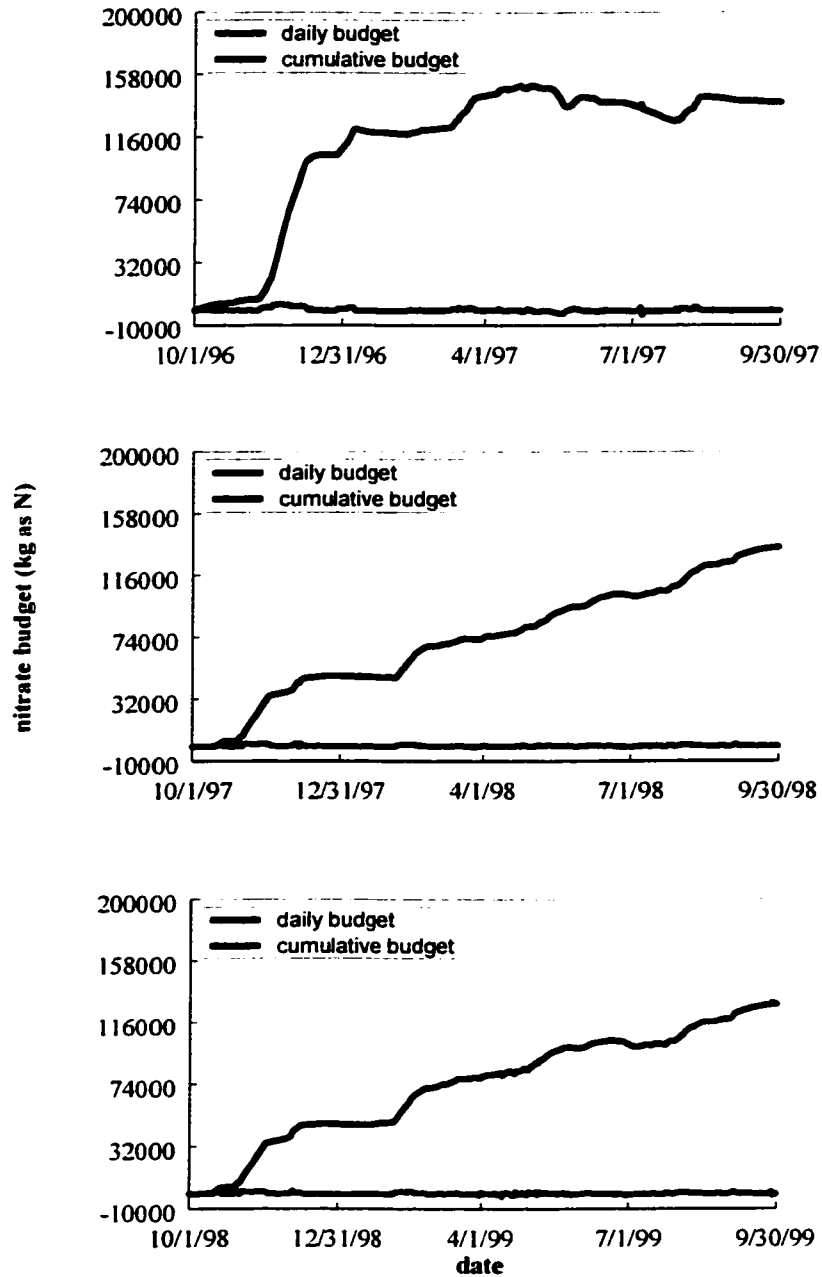 200000
daily budget
cumulative budget
158000
116000
74000
32000
-10000
10/1/96 12/31/96 4/1/97 7/1/97 9/30/97
nitrate budget (kg as N)
200000
daily budget
cumulative budget
158000
116000
74000
32000
-10000
10/1/97 12/31/97 4/1/98 7/1/98 9/30/98
200000
daily budget
cumulative budget
158000
116000
74000
32000
-10000
10/1/98 12/31/98 4/1/99 7/1/99 9/30/99
date